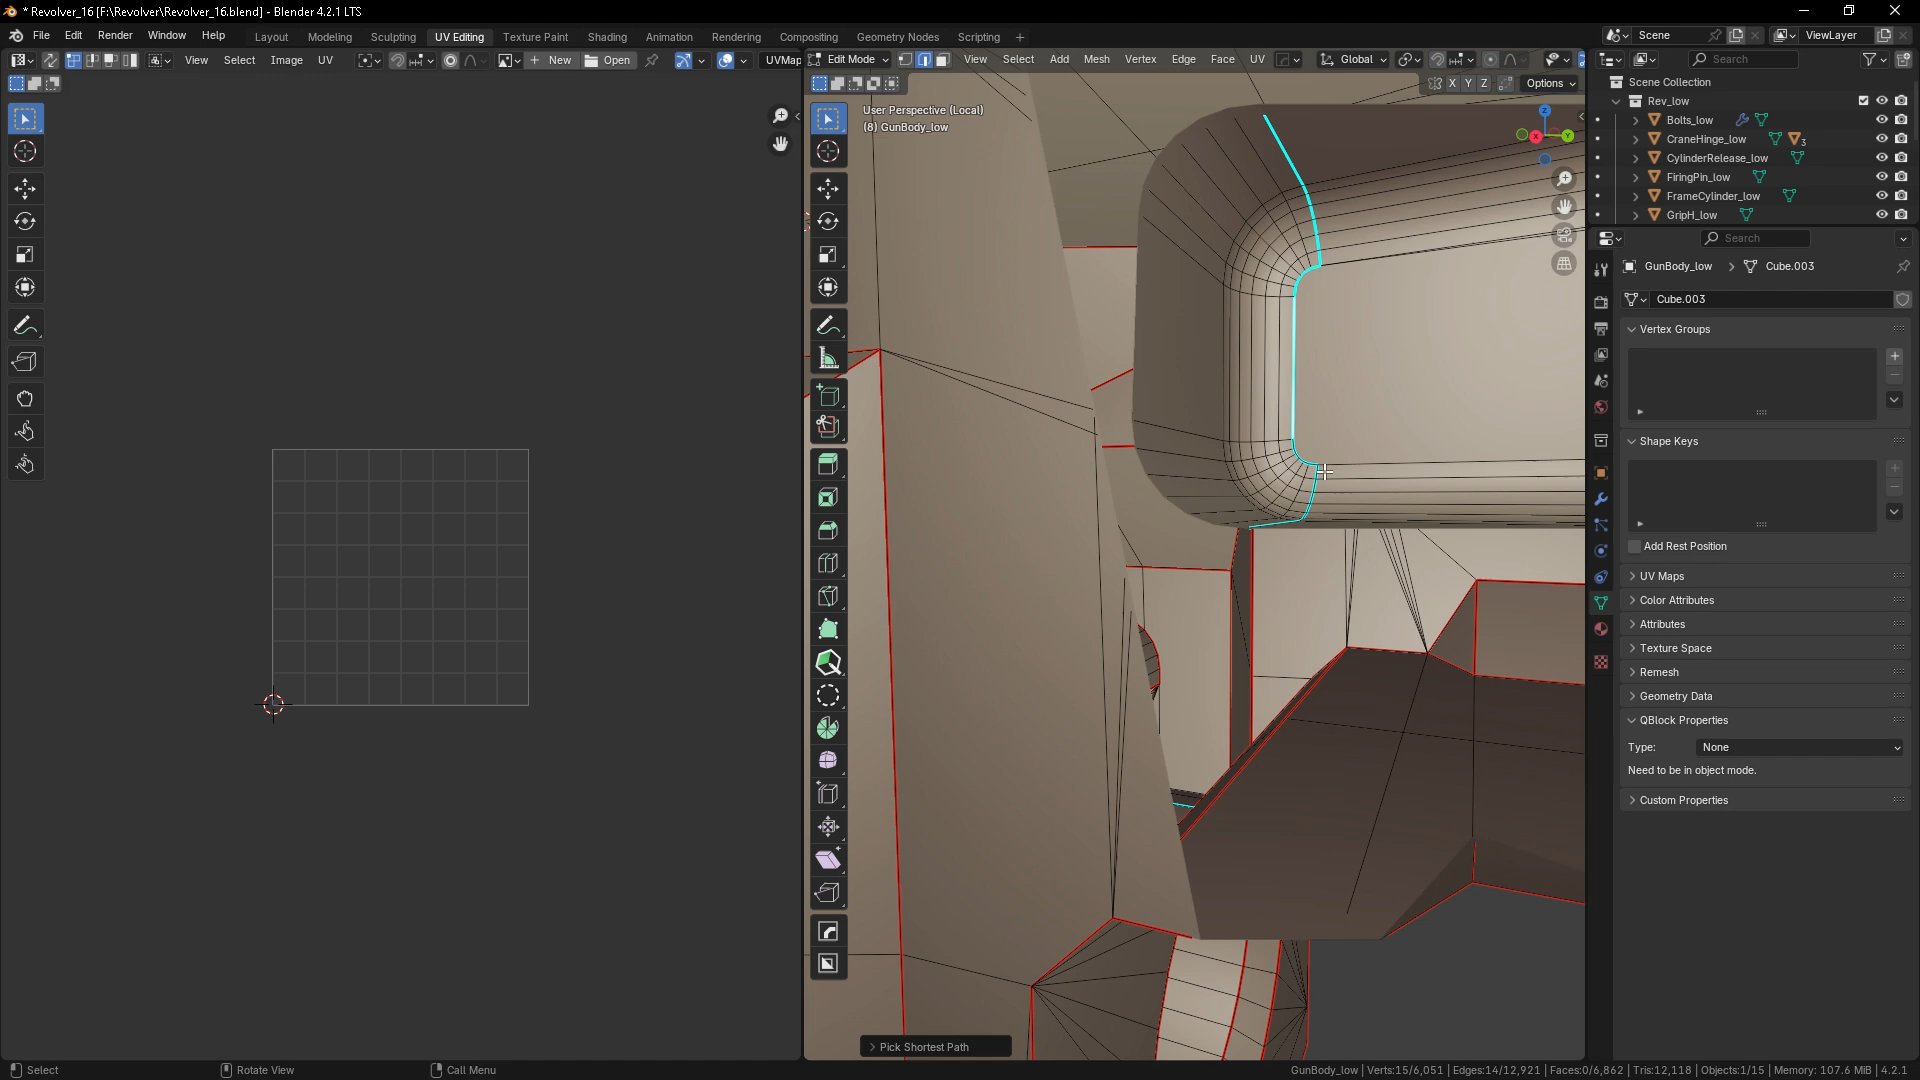 * Revolver_16 [F:\Revolver\Revolver_16.blend] - Blender 4.2.1 LTS
File Edit Render Window Help Layout Modeling Sculpting UV Editing Texture Paint Shading Animation Rendering Compositing Geometry Nodes Scripting + Scene ViewLayer
View Select Image UV New Open UVMap Edit Mode View Select Add Mesh Vertex Edge Face UV Global Search
X Y Z Options
Scene Collection
Rev_low
User Perspective (Local)
(8) GunBody_low
Bolts_low
CraneHinge_low 3
CylinderRelease_low
FiringPin_low
FrameCylinder_low
GripH_low
Search
GunBody_low Cube.003
Cube.003
Vertex Groups
Shape Keys
Add Rest Position
UV Maps
Color Attributes
Attributes
Texture Space
Remesh
Geometry Data
QBlock Properties
Type: None
Need to be in object mode.
Custom Properties
Pick Shortest Path
Select Rotate View Call Menu GunBody_low | Verts:15/6,051 | Edges:14/12,921 | Faces:0/6,862 | Tris:12,118 | Objects:1/15 | Memory: 107.6 MiB | 4.2.1